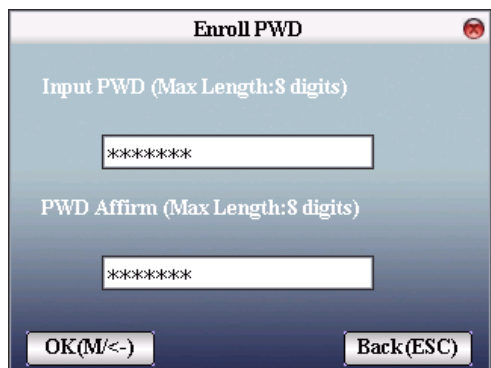 Enroll PWD
Input PWD (Max Length:8 digits)
*******
PWD Affirm (Max Length:8 digits)
*******
OK(M/<-) Back(ESC)